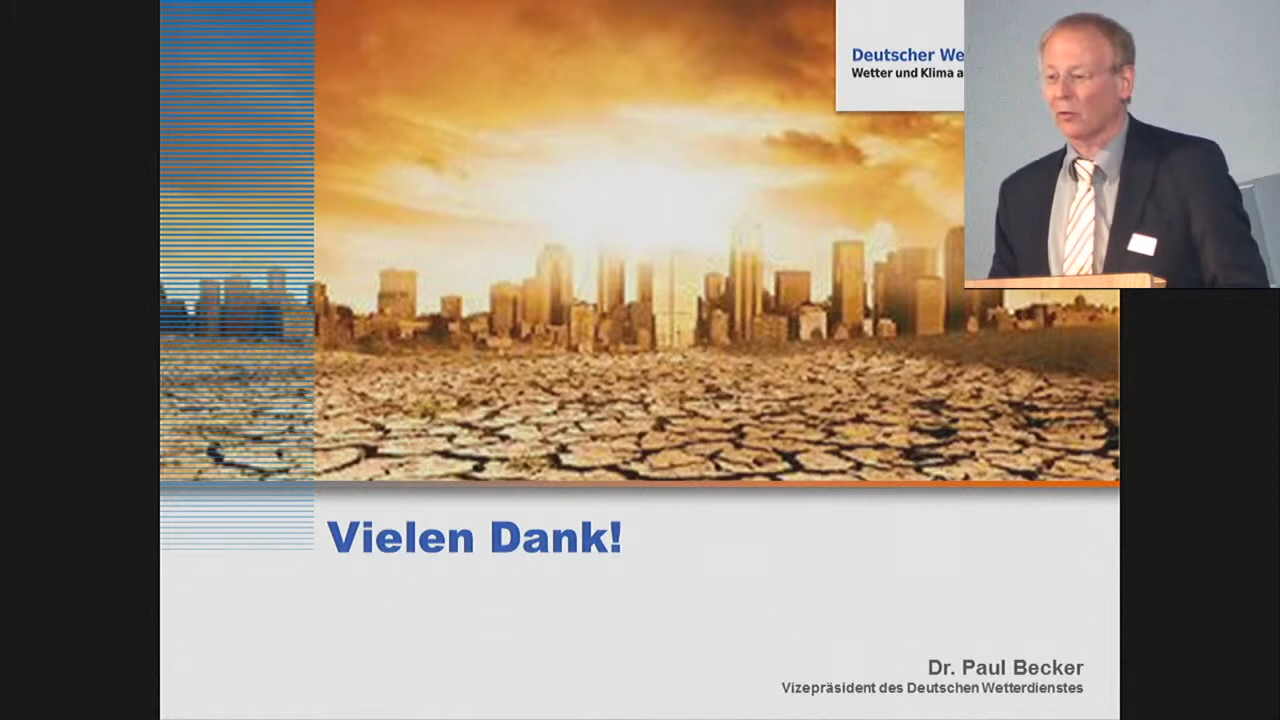 Deutscher We
Wetter und Klima a
Vielen Dank!
Dr. Paul Becker
Vizepräsident des Deutschen Wetterdienstes